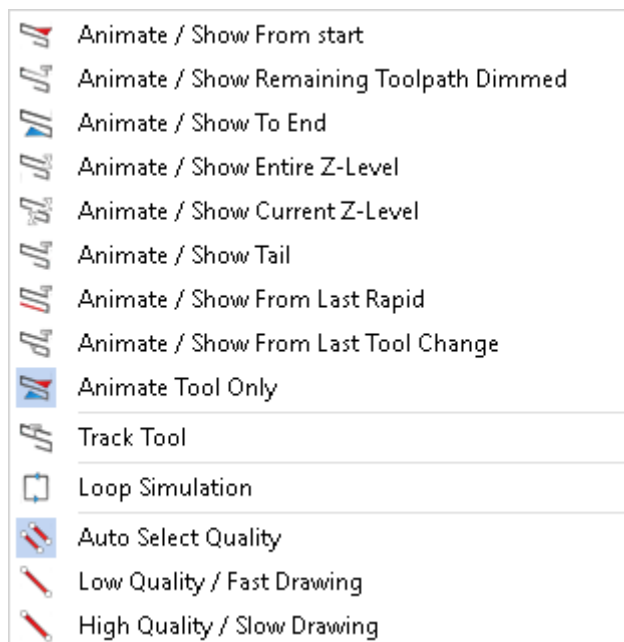 Animate / Show From start
Animate / Show Remaining Toolpath Dimmed
Animate / Show To End
Animate / Show Entire Z-Level
Animate / Show Current Z-Level
Animate / Show Tail
Animate / Show From Last Rapid
Animate / Show From Last Tool Change
Animate Tool Only
Track Tool
Loop Simulation
Auto Select Quality
Low Quality / Fast Drawing
High Quality / Slow Drawing